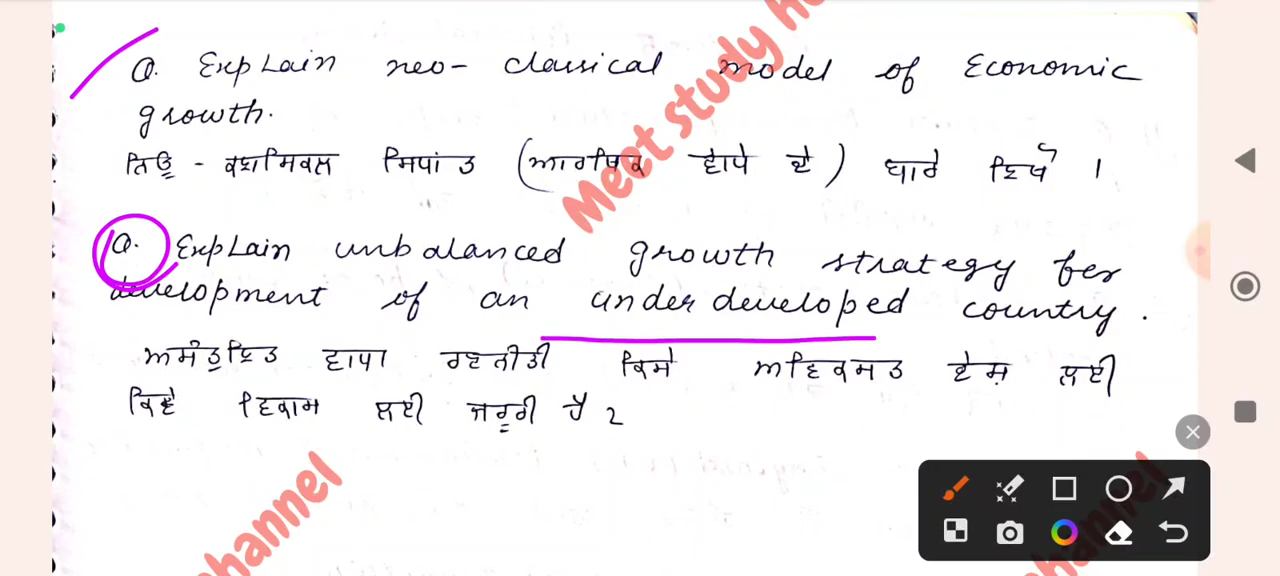 Q. Explain neo-classical model of Economic
growth.
ਨਿਊ - ਕਲਾਸਿਕਲ ਸਿਧਾਂਤ (ਆਰਥਿਕ ਵਾਧੇ ਦੇ) ਬਾਰੇ ਲਿਖੋ ।
Q. Explain unbalanced growth strategy for
development of an underdeveloped country.
ਅਸੰਤੁਲਿਤ ਵਾਧਾ ਰਣਨੀਤੀ ਕਿਸੇ ਅਵਿਕਸਤ ਦੇਸ਼ ਲਈ
ਕਿਵੇਂ ਵਿਕਾਸ ਲਈ ਜਰੂਰੀ ਹੈ ?
Meet study
hannel
channel